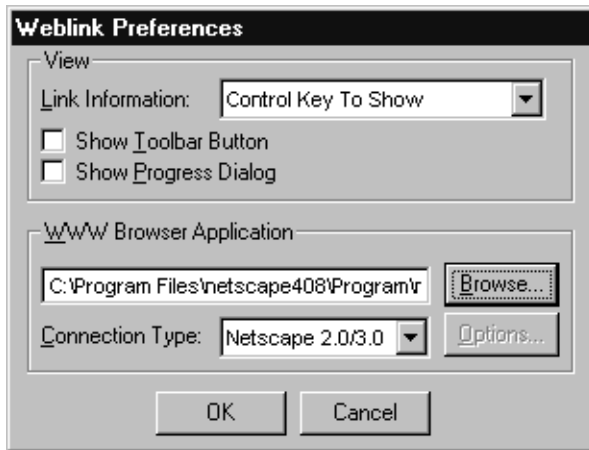 Weblink Preferences
View
Link Information: Control Key To Show
Show Toolbar Button
Show Progress Dialog
WWW Browser Application
C:\Program Files\netscape408\Program\r Browse...
Connection Type: Netscape 2.0/3.0 Options...
OK Cancel